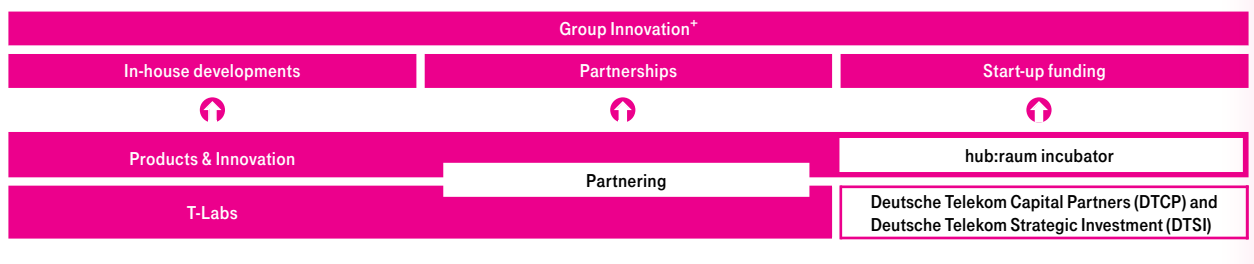 Group Innovation+
In-house developments
Partnerships
Start-up funding
Products & Innovation
hub:raum incubator
Partnering
T-Labs
Deutsche Telekom Capital Partners (DTCP) and
Deutsche Telekom Strategic Investment (DTSI)